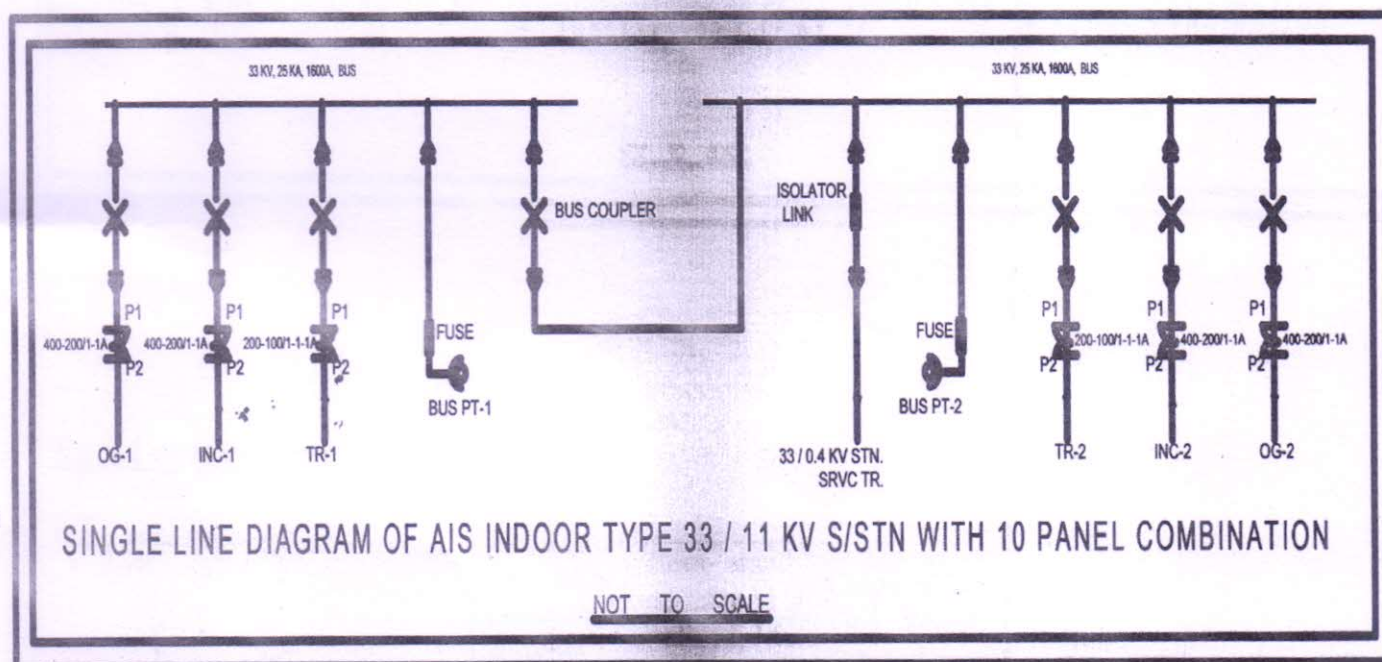 33 KV, 25 KA, 1600A, BUS
33 KV, 25 KA, 1600A, BUS
BUS COUPLER
ISOLATOR
LINK
P1
P1
P1
P1
P1
P1
400-200/1-1A
400-200/1-1A
200-100/1-1-1A
FUSE
FUSE
200-100/1-1-1A
400-200/1-1A
400-200/1-1A
P2
P2
P2
P2
P2
P2
BUS PT-1
BUS PT-2
OG-1
INC-1
TR-1
33 / 0.4 KV STN.
SRVC TR.
TR-2
INC-2
OG-2
SINGLE LINE DIAGRAM OF AIS INDOOR TYPE 33 / 11 KV S/STN WITH 10 PANEL COMBINATION
NOT TO SCALE